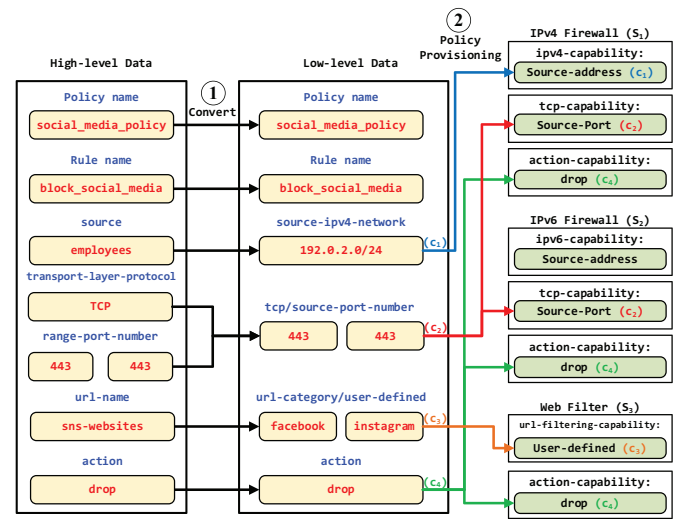 High-level Data
Policy name
social_media_policy
Rule name
block_social_media
source
employees
transport-layer-protocol
TCP
range-port-number
443 443
url-name
sns-websites
action
drop
1
Convert
Low-level Data
Policy name
social_media_policy
Rule name
block_social_media
source-ipv4-network
192.0.2.0/24 (c1)
tcp/source-port-number
443 443 (c2)
url-category/user-defined
facebook instagram (c3)
action
drop (c4)
2
Policy
Provisioning
IPv4 Firewall (S1)
ipv4-capability:
Source-address (c1)
tcp-capability:
Source-Port (c2)
action-capability:
drop (c4)
IPv6 Firewall (S2)
ipv6-capability:
Source-address
tcp-capability:
Source-Port (c2)
action-capability:
drop (c4)
Web Filter (S3)
url-filtering-capability:
User-defined (c3)
action-capability:
drop (c4)